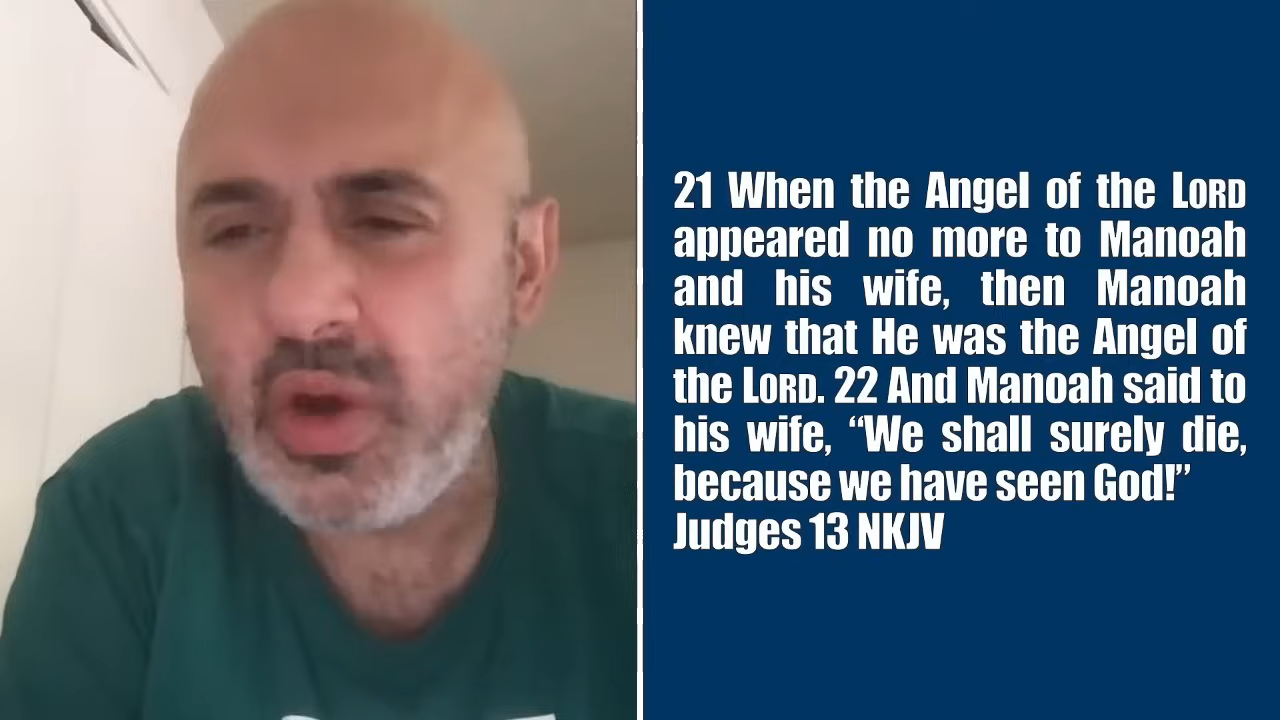 21 When the Angel of the LORD
appeared no more to Manoah
and his wife, then Manoah
knew that He was the Angel of
the LORD. 22 And Manoah said to
his wife, “We shall surely die,
because we have seen God!”
Judges 13 NKJV